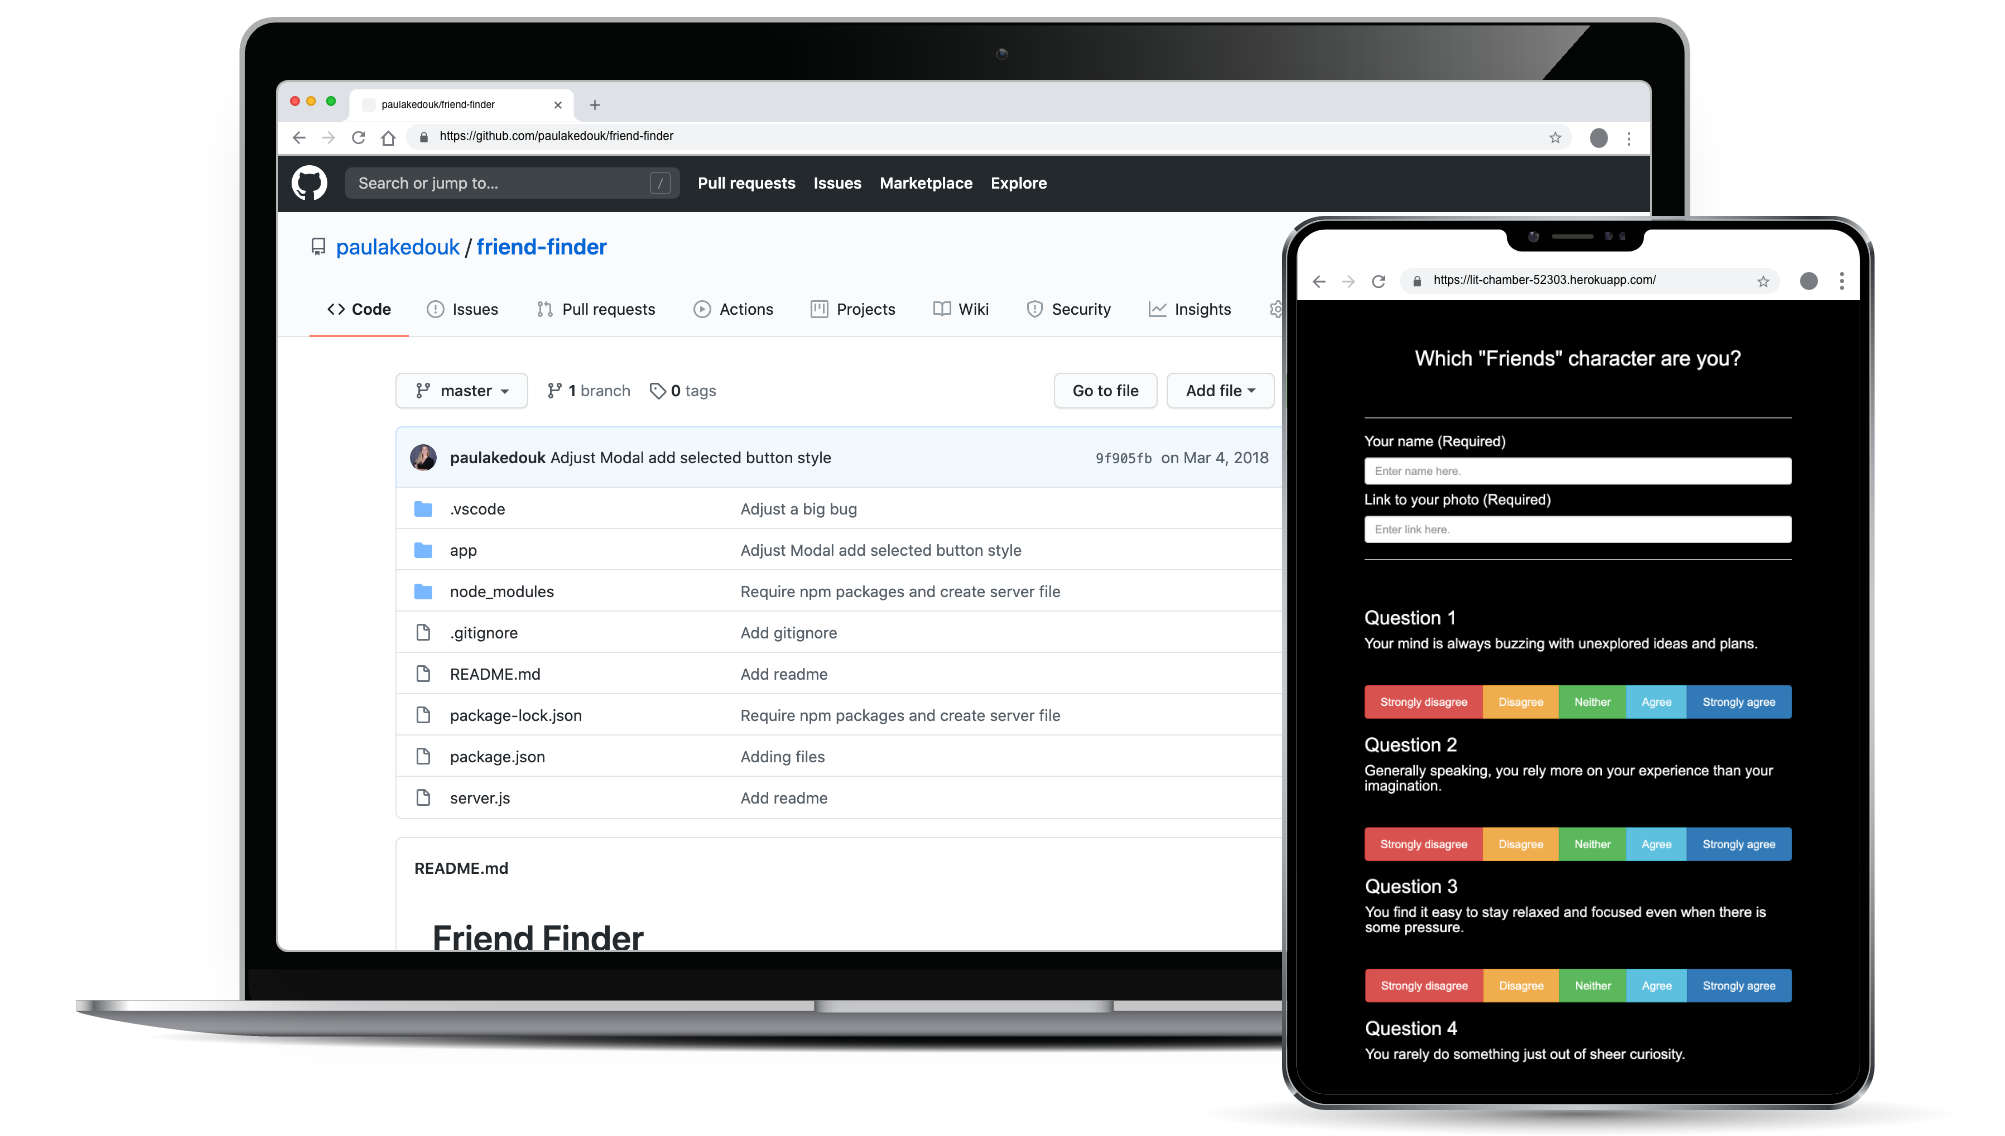 paulakedouk/friend-finder
https://github.com/paulakedouk/friend-finder
Search or jump to... /
Pull requests Issues Marketplace Explore
paulakedouk / friend-finder
Code Issues Pull requests Actions Projects Wiki Security Insights
master 1 branch 0 tags Go to file Add file
paulakedouk Adjust Modal add selected button style 9f905fb on Mar 4, 2018
.vscode Adjust a big bug
app Adjust Modal add selected button style
node_modules Require npm packages and create server file
.gitignore Add gitignore
README.md Add readme
package-lock.json Require npm packages and create server file
package.json Adding files
server.js Add readme
README.md
Friend Finder
https://lit-chamber-52303.herokuapp.com/
Which "Friends" character are you?
Your name (Required)
Enter name here.
Link to your photo (Required)
Enter link here.
Question 1
Your mind is always buzzing with unexplored ideas and plans.
Strongly disagree Disagree Neither Agree Strongly agree
Question 2
Generally speaking, you rely more on your experience than your
imagination.
Strongly disagree Disagree Neither Agree Strongly agree
Question 3
You find it easy to stay relaxed and focused even when there is
some pressure.
Strongly disagree Disagree Neither Agree Strongly agree
Question 4
You rarely do something just out of sheer curiosity.